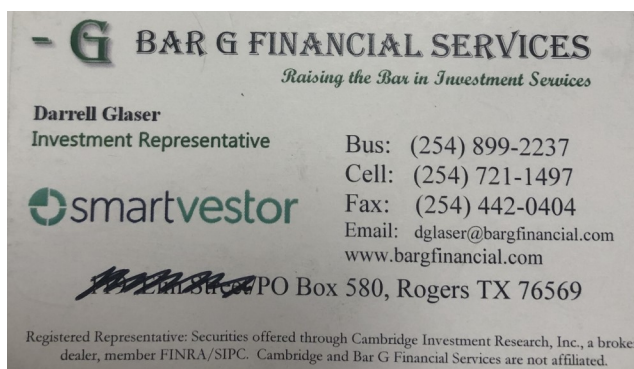 - G BAR G FINANCIAL SERVICES
Raising the Bar in Investment Services
Darrell Glaser
Investment Representative
smartvestor
Bus: (254) 899-2237
Cell: (254) 721-1497
Fax: (254) 442-0404
Email: dglaser@bargfinancial.com
www.bargfinancial.com
/PO Box 580, Rogers TX 76569
Registered Representative: Securities offered through Cambridge Investment Research, Inc., a broke
dealer, member FINRA/SIPC. Cambridge and Bar G Financial Services are not affiliated.